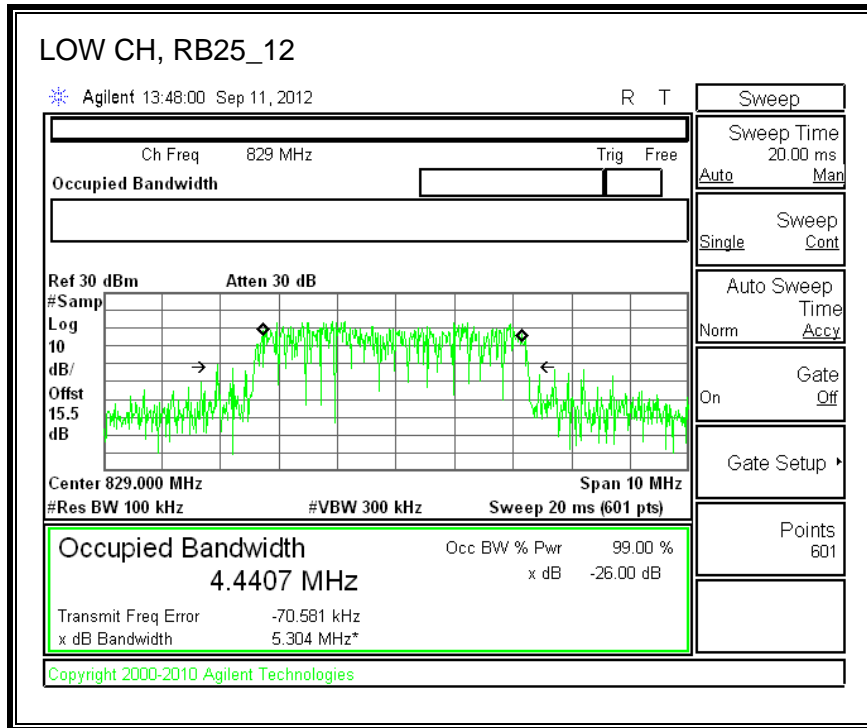 LOW CH, RB25_12
Agilent 13:48:00 Sep 11, 2012 R T
Ch Freq 829 MHz Trig Free
Occupied Bandwidth
Ref 30 dBm Atten 30 dB
#Samp
Log
10
dB/
Offst
15.5
dB
Center 829.000 MHz Span 10 MHz
#Res BW 100 kHz #VBW 300 kHz Sweep 20 ms (601 pts)
Occupied Bandwidth
4.4407 MHz
Occ BW % Pwr 99.00 %
x dB -26.00 dB
Transmit Freq Error -70.581 kHz
x dB Bandwidth 5.304 MHz*
Copyright 2000-2010 Agilent Technologies
Sweep
Sweep Time
20.00 ms
Auto Man
Sweep
Single Cont
Auto Sweep
Time
Norm Accy
Gate
On Off
Gate Setup
Points
601